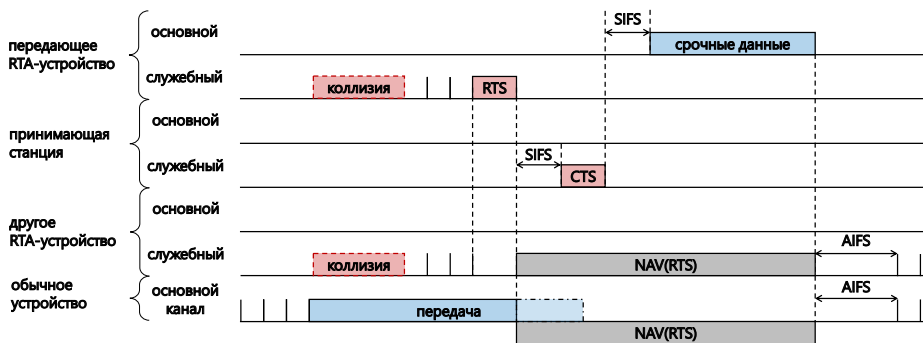 SIFS
передающее
RTA-устройство
основной
срочные данные
служебный
коллизия
RTS
принимающая
станция
основной
служебный
SIFS
CTS
другое
RTA-устройство
основной
служебный
коллизия
NAV(RTS)
AIFS
обычное
устройство
основной
канал
передача
AIFS
NAV(RTS)